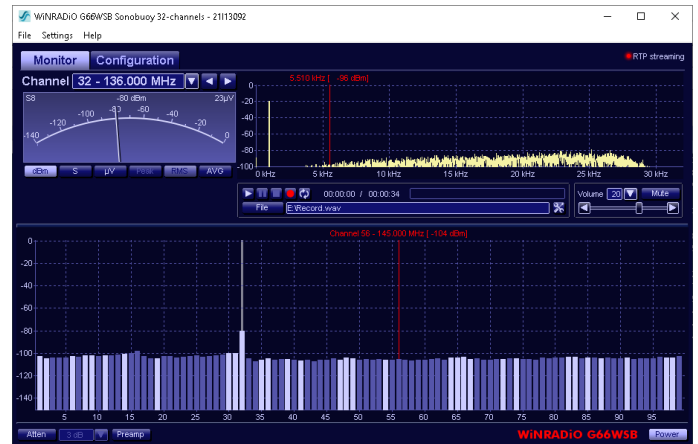 WiNRADiO G66WSB Sonobuoy 32-channels - 21I13092
File Settings Help
Monitor Configuration
RTP streaming
Channel 32 - 136.000 MHz
S8 -80 dBm 23µV
-140 -120 -100 -80 -60 -40 -20 0
dBm S µV Peak RMS AVG
5.510 kHz [ -96 dBm]
0
-20
-40
-60
-80
-100
0 kHz 5 kHz 10 kHz 15 kHz 20 kHz 25 kHz 30 kHz
00:00:00 / 00:00:34
File E:\Record.wav
Volume 20 Mute
Channel 56 - 145.000 MHz [ -104 dBm]
0
-20
-40
-60
-80
-100
-120
-140
5 10 15 20 25 30 35 40 45 50 55 60 65 70 75 80 85 90 95
Atten 3 dB Preamp
WiNRADiO G66WSB Power